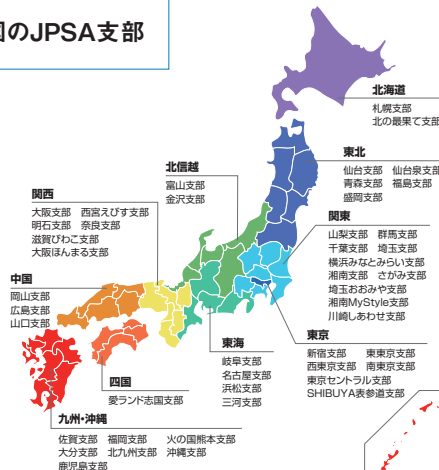 国のJPSA支部
北海道
札幌支部
北の最果て支部
東北
仙台支部 仙台泉支部
青森支部 福島支部
盛岡支部
北信越
富山支部
金沢支部
関西
大阪支部 西宮えびす支部
明石支部 奈良支部
滋賀びわこ支部
大阪ほんまる支部
関東
山梨支部 群馬支部
千葉支部 埼玉支部
横浜みなとみらい支部
湘南支部 さがみ支部
埼玉おおみや支部
湘南MyStyle支部
川崎しあわせ支部
中国
岡山支部
広島支部
山口支部
東海
岐阜支部
名古屋支部
浜松支部
三河支部
東京
新宿支部 東東京支部
西東京支部 南東京支部
東京セントラル支部
SHIBUYA表参道支部
四国
愛ランド志国支部
九州・沖縄
佐賀支部 福岡支部 火の国熊本支部
大分支部 北九州支部 沖縄支部
鹿児島支部